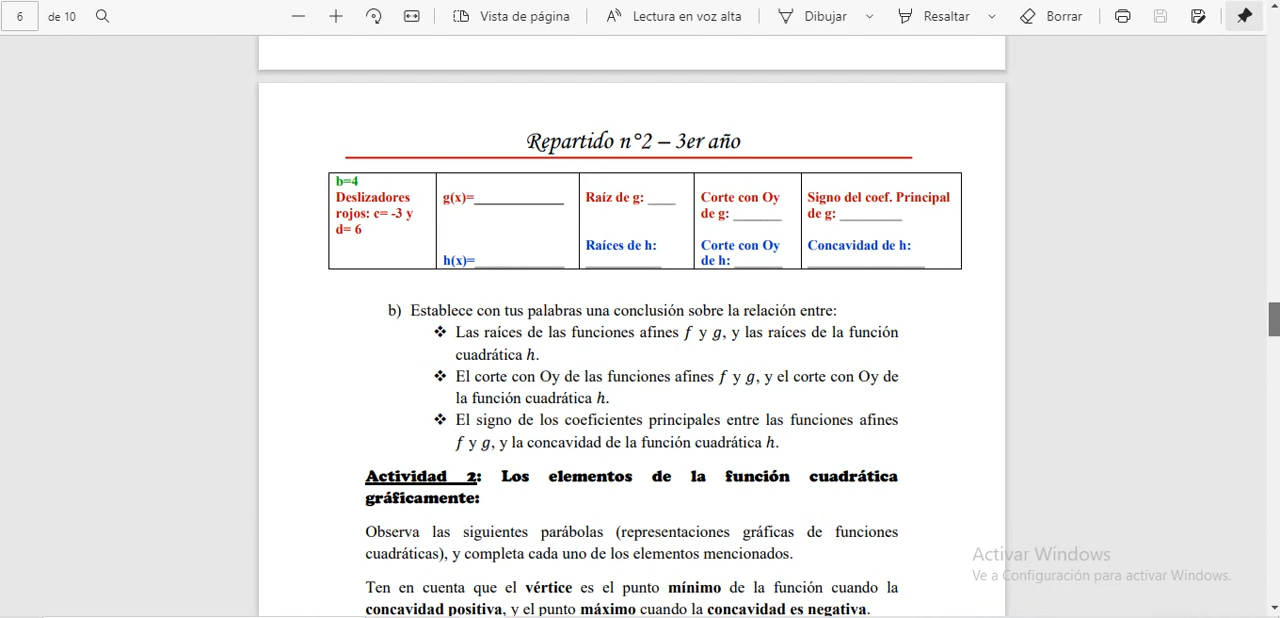 6 de 10 Vista de página Lectura en voz alta Dibujar Resaltar Borrar
Repartido n°2 – 3er año
b=4
Deslizadores
rojos: c= -3 y
d= 6
g(x)=______________
h(x)=______________
Raíz de g: ____
Raíces de h:
___________
Corte con Oy
de g: _______
Corte con Oy
de h: _______
Signo del coef. Principal
de g: _________
Concavidad de h:
_________________
b) Establece con tus palabras una conclusión sobre la relación entre:
❖ Las raíces de las funciones afines f y g, y las raíces de la función
cuadrática h.
❖ El corte con Oy de las funciones afines f y g, y el corte con Oy de
la función cuadrática h.
❖ El signo de los coeficientes principales entre las funciones afines
f y g, y la concavidad de la función cuadrática h.
Actividad 2: Los elementos de la función cuadrática
gráficamente:
Observa las siguientes parábolas (representaciones gráficas de funciones
cuadráticas), y completa cada uno de los elementos mencionados.
Ten en cuenta que el vértice es el punto mínimo de la función cuando la
concavidad positiva, y el punto máximo cuando la concavidad es negativa.
Activar Windows
Ve a Configuración para activar Windows.